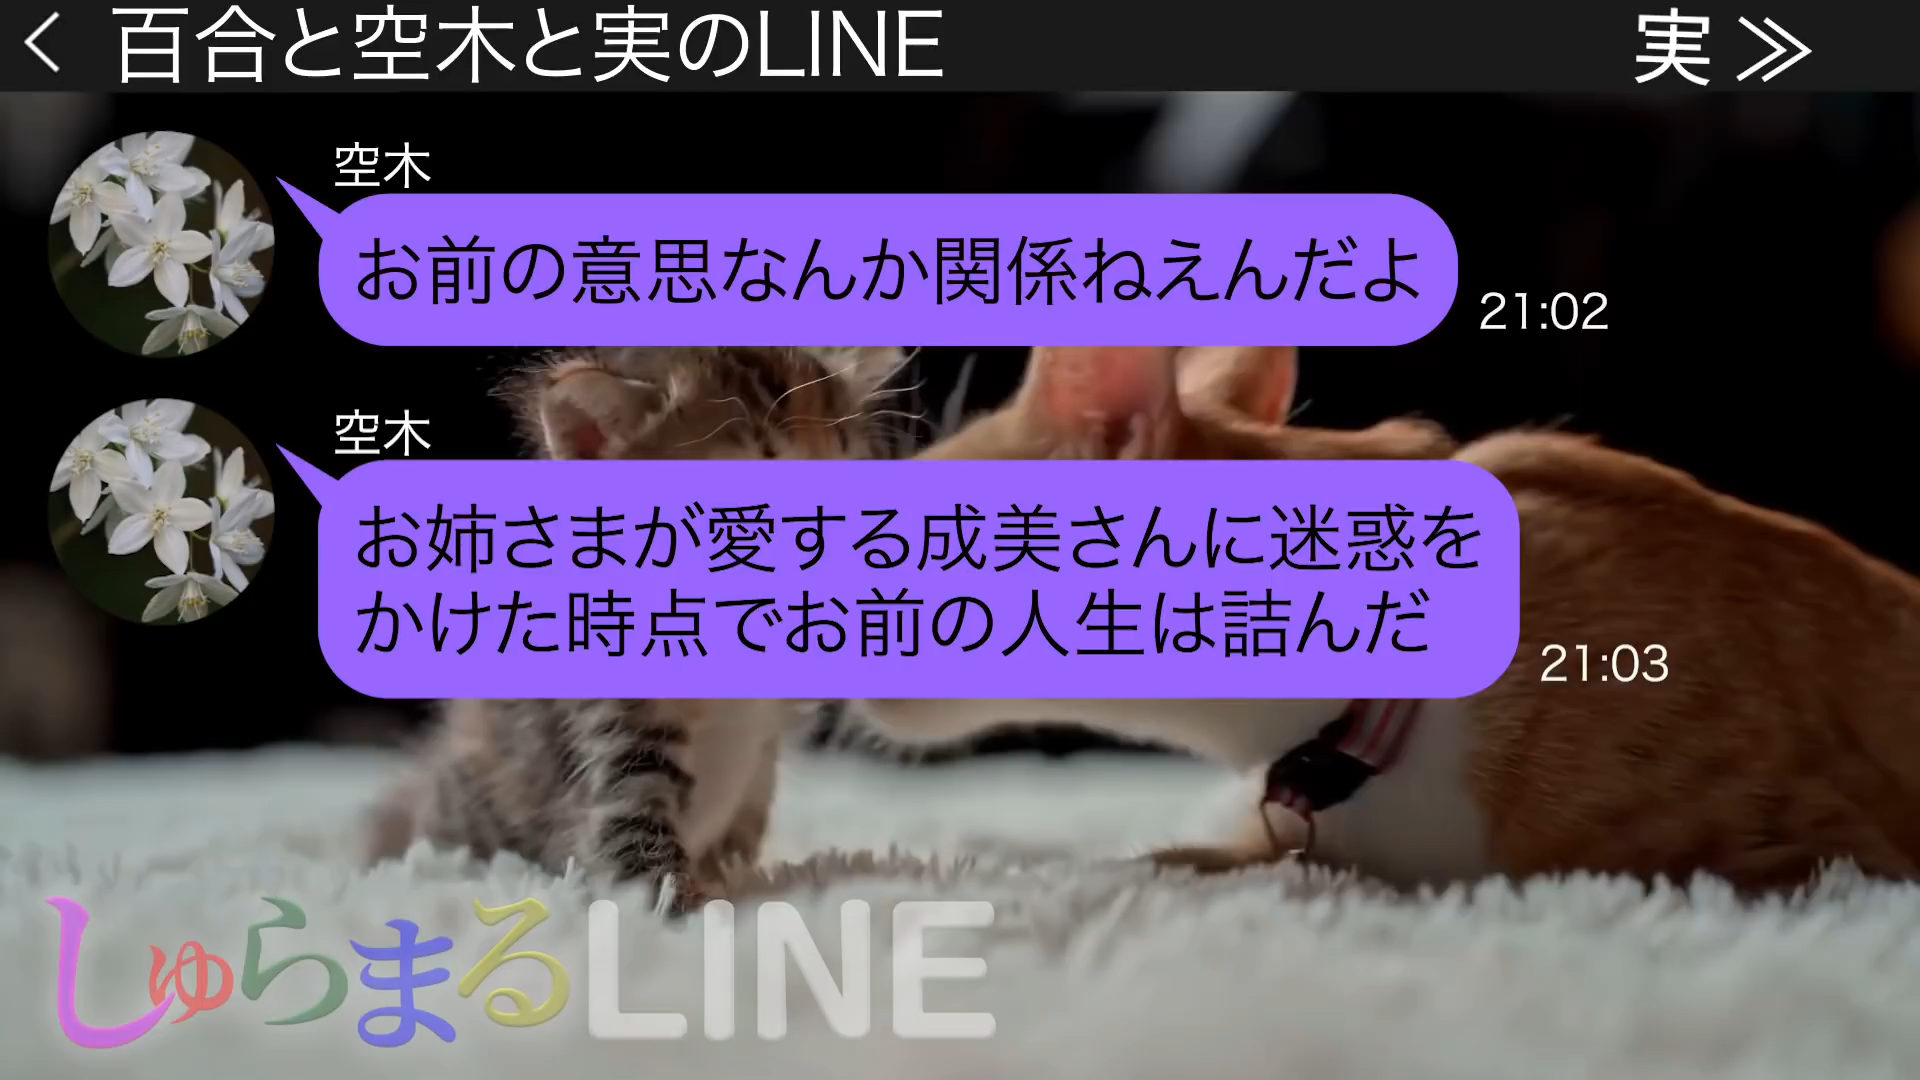 百合と空木と実のLINE
実
空木
お前の意思なんか関係ねえんだよ
21:02
空木
お姉さまが愛する成美さんに迷惑を
かけた時点でお前の人生は詰んだ
21:03
しゅらまるLINE